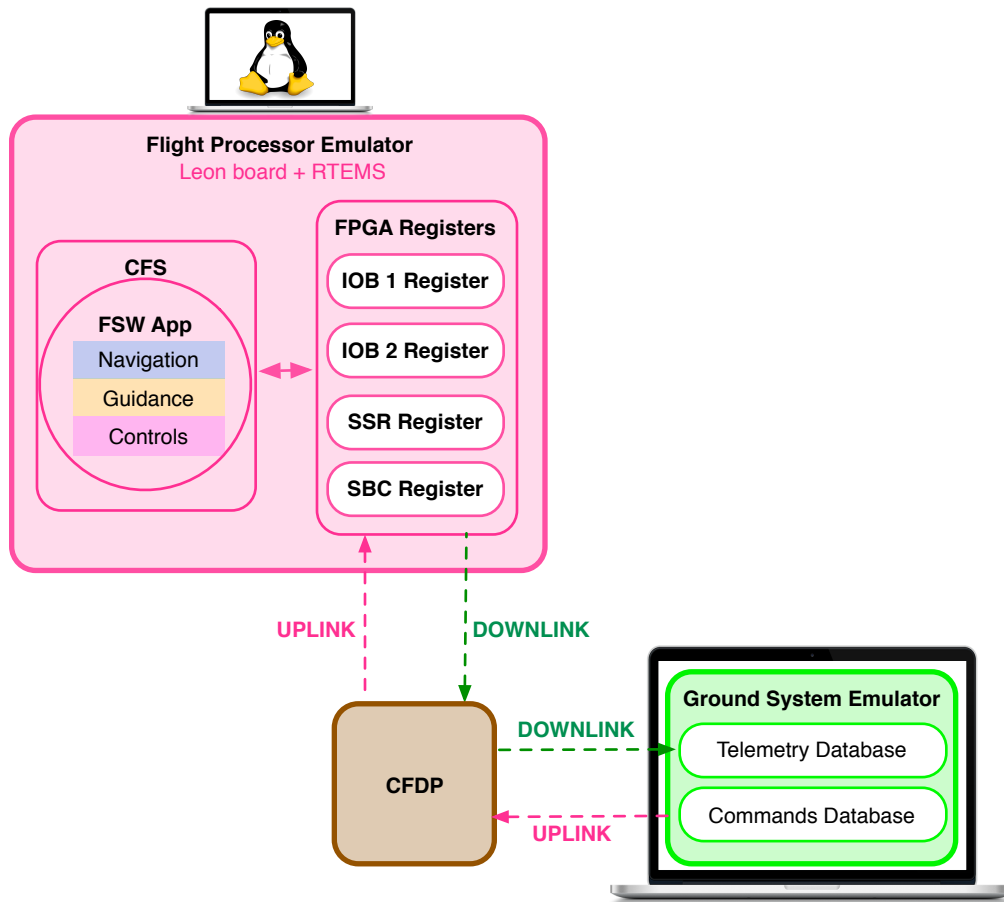 Flight Processor Emulator
Leon board + RTEMS
CFS
FSW App
Navigation
Guidance
Controls
FPGA Registers
IOB 1 Register
IOB 2 Register
SSR Register
SBC Register
UPLINK
DOWNLINK
CFDP
DOWNLINK
UPLINK
Ground System Emulator
Telemetry Database
Commands Database